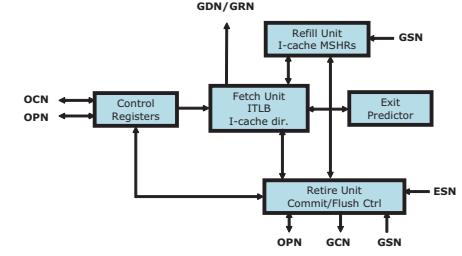 GDN/GRN
Refill Unit
I-cache MSHRs
GSN
OCN
OPN
Control
Registers
Fetch Unit
ITLB
I-cache dir.
Exit
Predictor
Retire Unit
Commit/Flush Ctrl
ESN
OPN
GCN
GSN